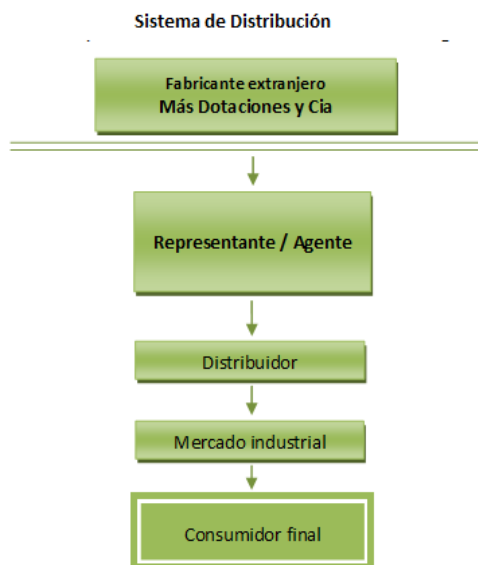 Sistema de Distribución
Fabricante extranjero
Más Dotaciones y Cia
Representante / Agente
Distribuidor
Mercado industrial
Consumidor final